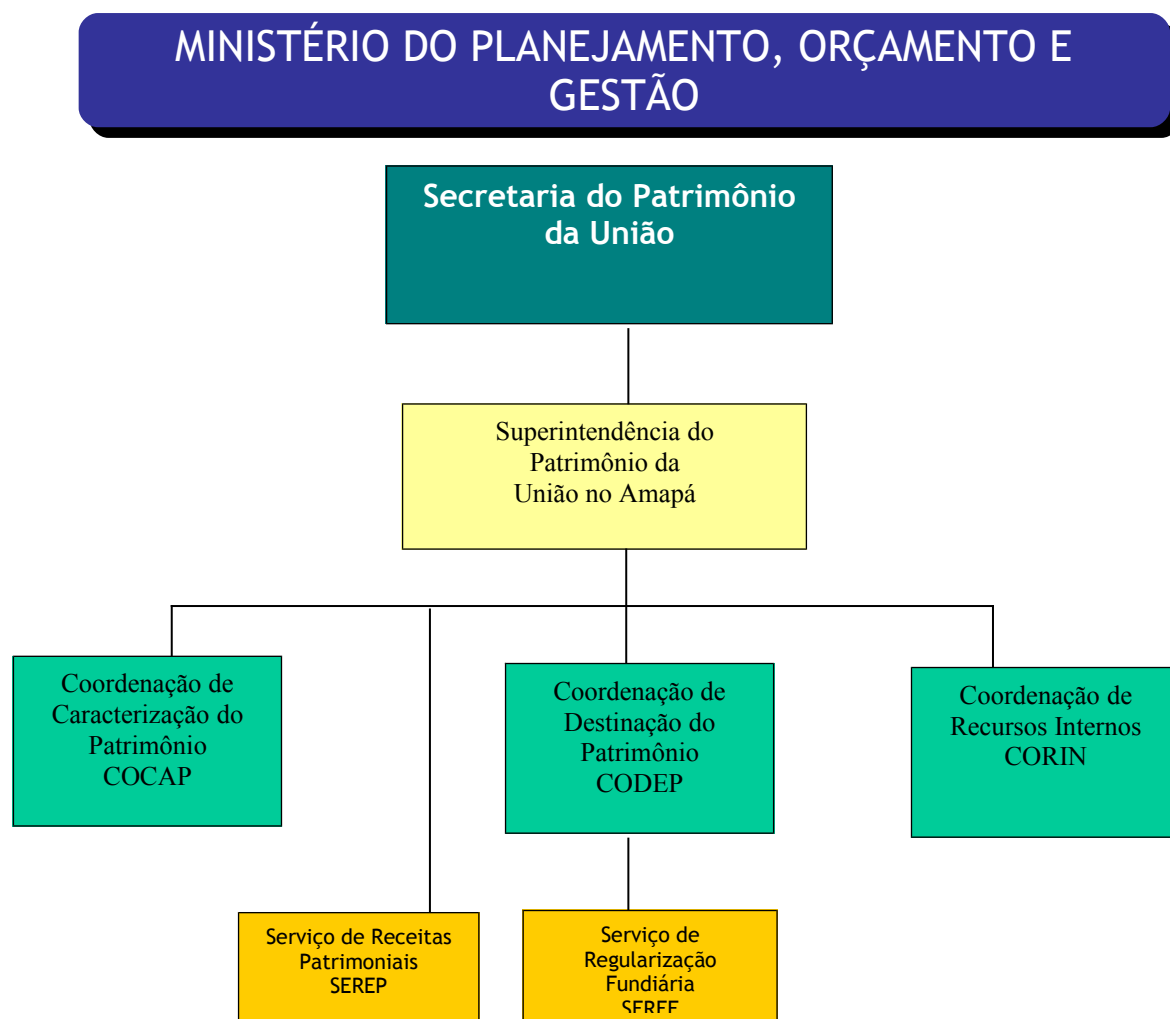 MINISTÉRIO DO PLANEJAMENTO, ORÇAMENTO E
GESTÃO
Secretaria do Patrimônio
da União
Superintendência do
Patrimônio da
União no Amapá
Coordenação de
Caracterização do
Patrimônio
COCAP
Coordenação de
Destinação do
Patrimônio
CODEP
Coordenação de
Recursos Internos
CORIN
Serviço de Receitas
Patrimoniais
SEREP
Serviço de
Regularização
Fundiária